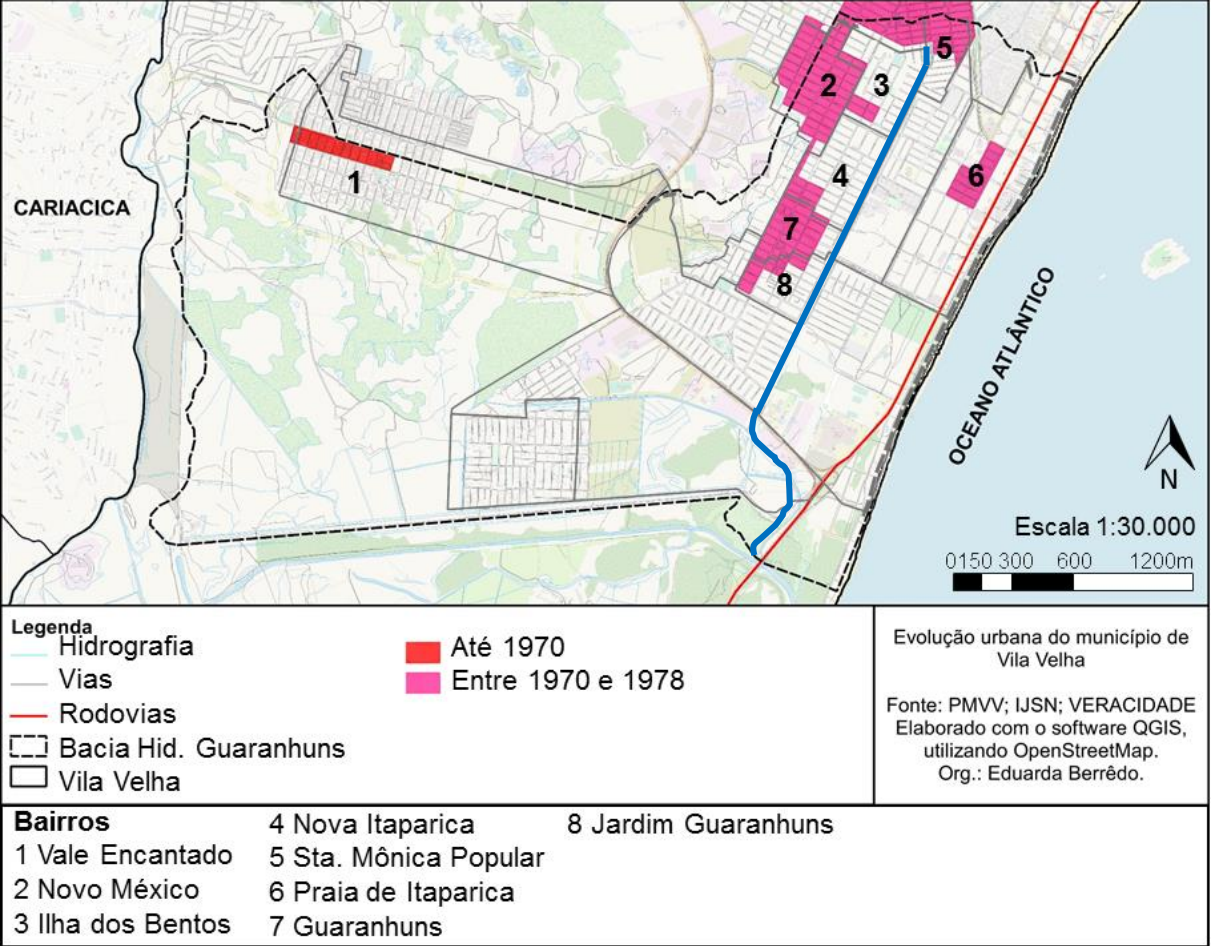 5
2
3
6
4
1
CARIACICA
7
8
OCEANO ATLÂNTICO
N
Escala 1:30.000
0150 300 600 1200m
Legenda
Hidrografia
Vias
Rodovias
Bacia Hid. Guaranhuns
Vila Velha
Até 1970
Entre 1970 e 1978
Evolução urbana do município de
Vila Velha
Fonte: PMVV; IJSN; VERACIDADE
Elaborado com o software QGIS,
utilizando OpenStreetMap.
Org.: Eduarda Berrêdo.
Bairros
1 Vale Encantado
2 Novo México
3 Ilha dos Bentos
4 Nova Itaparica
5 Sta. Mônica Popular
6 Praia de Itaparica
7 Guaranhuns
8 Jardim Guaranhuns